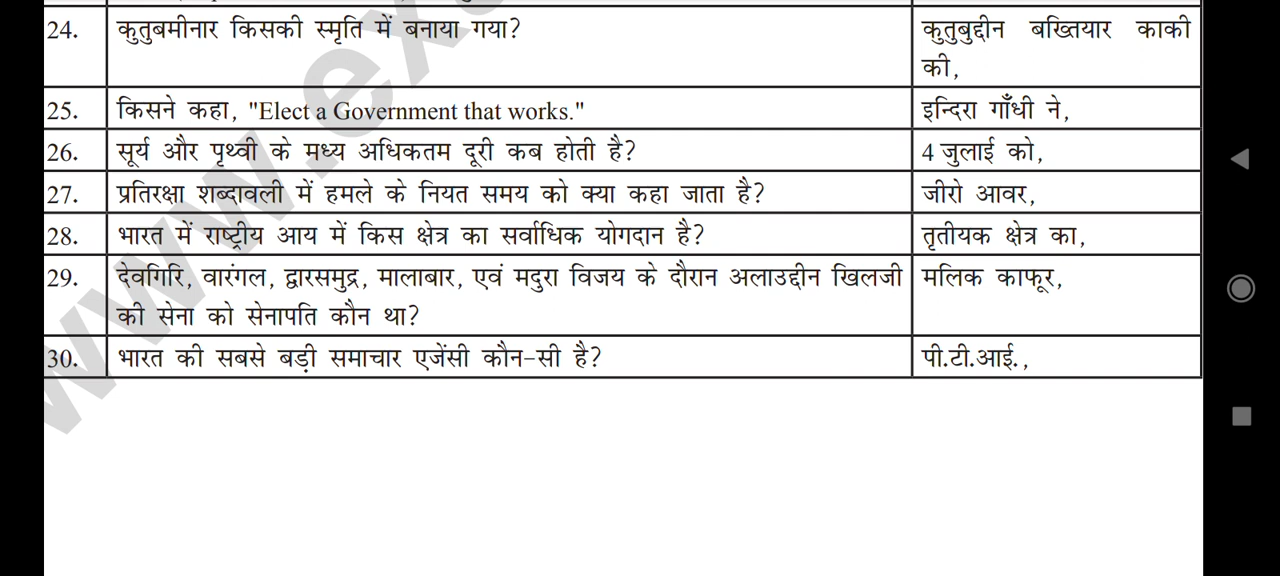 24. कुतुबमीनार किसकी स्मृति में बनाया गया? कुतुबुद्दीन बख्तियार काकी
की,
25. किसने कहा, "Elect a Government that works." इन्दिरा गाँधी ने,
26. सूर्य और पृथ्वी के मध्य अधिकतम दूरी कब होती है? 4 जुलाई को,
27. प्रतिरक्षा शब्दावली में हमले के नियत समय को क्या कहा जाता है? जीरो आवर,
28. भारत में राष्ट्रीय आय में किस क्षेत्र का सर्वाधिक योगदान है? तृतीयक क्षेत्र का,
29. देवगिरि, वारंगल, द्वारसमुद्र, मालाबार, एवं मदुरा विजय के दौरान अलाउद्दीन खिलजी मलिक काफूर,
की सेना को सेनापति कौन था?
30. भारत की सबसे बड़ी समाचार एजेंसी कौन-सी है? पी.टी.आई.,
www.exa